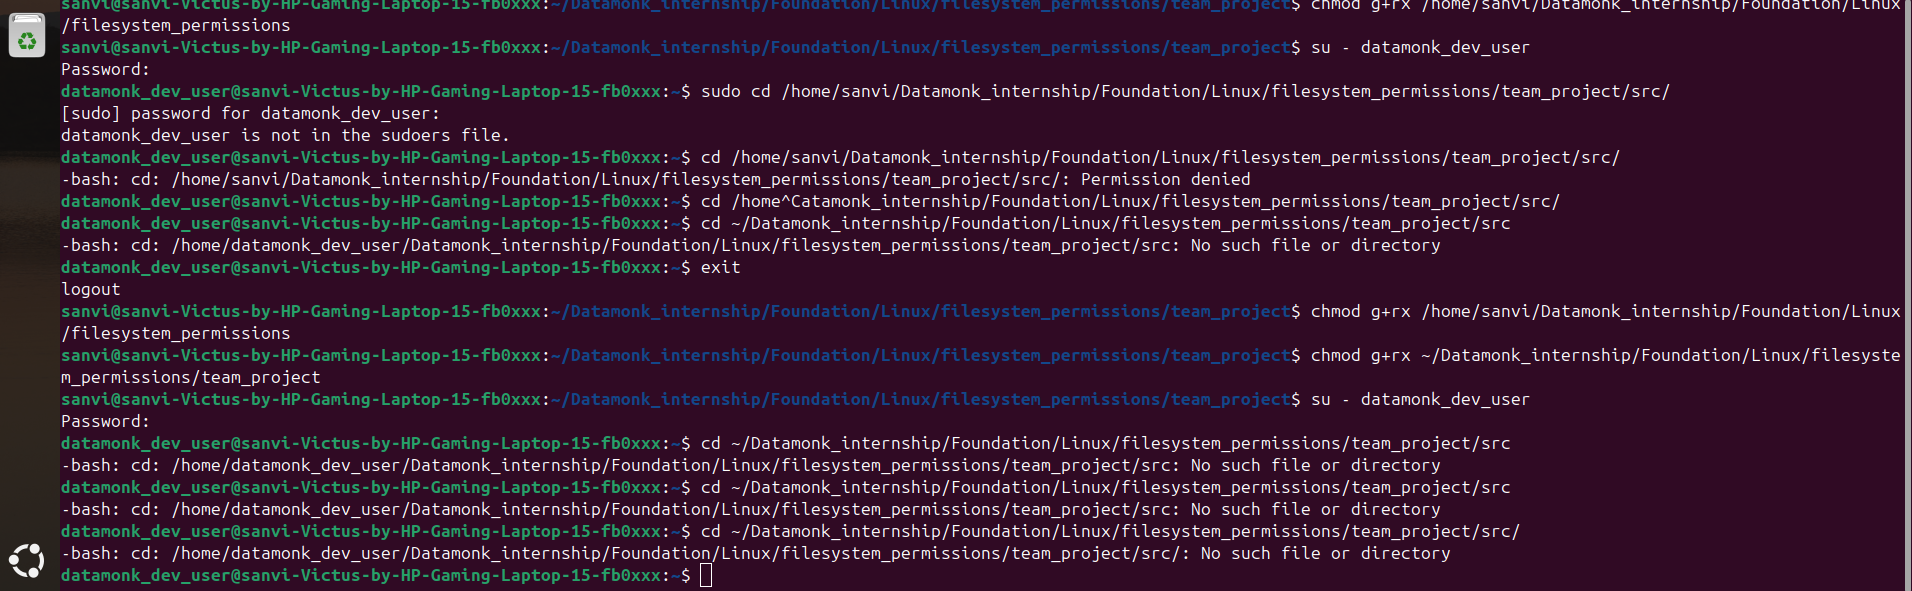 sanvi@sanvi-Victus-by-HP-Gaming-Laptop-15-fb0xxx:~/Datamonk_internship/Foundation/Linux/filesystem_permissions/team_project$ chmod g+rx /home/sanvi/Datamonk_internship/Foundation/Linux
/filesystem_permissions
sanvi@sanvi-Victus-by-HP-Gaming-Laptop-15-fb0xxx:~/Datamonk_internship/Foundation/Linux/filesystem_permissions/team_project$ su - datamonk_dev_user
Password:
datamonk_dev_user@sanvi-Victus-by-HP-Gaming-Laptop-15-fb0xxx:~$ sudo cd /home/sanvi/Datamonk_internship/Foundation/Linux/filesystem_permissions/team_project/src/
[sudo] password for datamonk_dev_user:
datamonk_dev_user is not in the sudoers file.
datamonk_dev_user@sanvi-Victus-by-HP-Gaming-Laptop-15-fb0xxx:~$ cd /home/sanvi/Datamonk_internship/Foundation/Linux/filesystem_permissions/team_project/src/
-bash: cd: /home/sanvi/Datamonk_internship/Foundation/Linux/filesystem_permissions/team_project/src/: Permission denied
datamonk_dev_user@sanvi-Victus-by-HP-Gaming-Laptop-15-fb0xxx:~$ cd /home^Catamonk_internship/Foundation/Linux/filesystem_permissions/team_project/src/
datamonk_dev_user@sanvi-Victus-by-HP-Gaming-Laptop-15-fb0xxx:~$ cd ~/Datamonk_internship/Foundation/Linux/filesystem_permissions/team_project/src
-bash: cd: /home/datamonk_dev_user/Datamonk_internship/Foundation/Linux/filesystem_permissions/team_project/src: No such file or directory
datamonk_dev_user@sanvi-Victus-by-HP-Gaming-Laptop-15-fb0xxx:~$ exit
logout
sanvi@sanvi-Victus-by-HP-Gaming-Laptop-15-fb0xxx:~/Datamonk_internship/Foundation/Linux/filesystem_permissions/team_project$ chmod g+rx /home/sanvi/Datamonk_internship/Foundation/Linux
/filesystem_permissions
sanvi@sanvi-Victus-by-HP-Gaming-Laptop-15-fb0xxx:~/Datamonk_internship/Foundation/Linux/filesystem_permissions/team_project$ chmod g+rx ~/Datamonk_internship/Foundation/Linux/filesyste
m_permissions/team_project
sanvi@sanvi-Victus-by-HP-Gaming-Laptop-15-fb0xxx:~/Datamonk_internship/Foundation/Linux/filesystem_permissions/team_project$ su - datamonk_dev_user
Password:
datamonk_dev_user@sanvi-Victus-by-HP-Gaming-Laptop-15-fb0xxx:~$ cd ~/Datamonk_internship/Foundation/Linux/filesystem_permissions/team_project/src
-bash: cd: /home/datamonk_dev_user/Datamonk_internship/Foundation/Linux/filesystem_permissions/team_project/src: No such file or directory
datamonk_dev_user@sanvi-Victus-by-HP-Gaming-Laptop-15-fb0xxx:~$ cd ~/Datamonk_internship/Foundation/Linux/filesystem_permissions/team_project/src
-bash: cd: /home/datamonk_dev_user/Datamonk_internship/Foundation/Linux/filesystem_permissions/team_project/src: No such file or directory
datamonk_dev_user@sanvi-Victus-by-HP-Gaming-Laptop-15-fb0xxx:~$ cd ~/Datamonk_internship/Foundation/Linux/filesystem_permissions/team_project/src/
-bash: cd: /home/datamonk_dev_user/Datamonk_internship/Foundation/Linux/filesystem_permissions/team_project/src/: No such file or directory
datamonk_dev_user@sanvi-Victus-by-HP-Gaming-Laptop-15-fb0xxx:~$